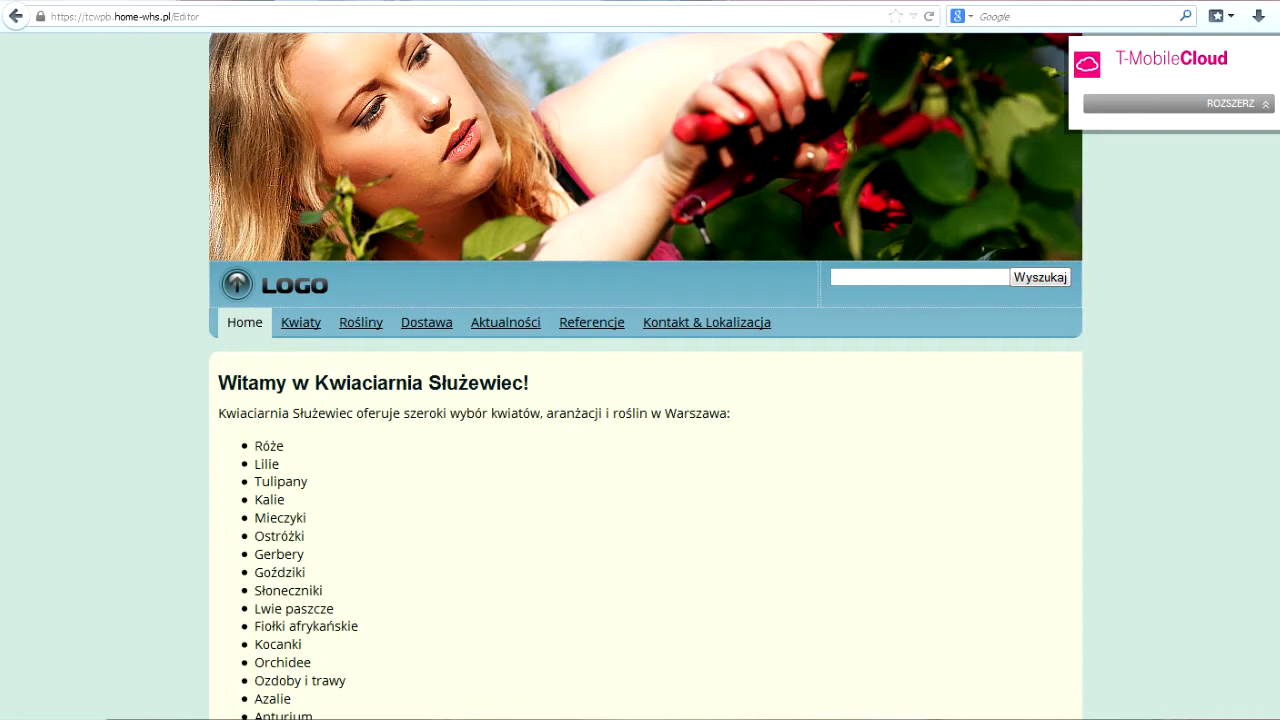 https://tcwpb.home-whs.pl/Editor
8 Google
T-MobileCloud
ROZSZERZ
LOGO
Wyszukaj
Home Kwiaty Rośliny Dostawa Aktualności Referencje Kontakt & Lokalizacja
Witamy w Kwiaciarnia Służewiec!
Kwiaciarnia Służewiec oferuje szeroki wybór kwiatów, aranżacji i roślin w Warszawa:
Róże
Lilie
Tulipany
Kalie
Mieczyki
Ostróżki
Gerbery
Goździki
Słoneczniki
Lwie paszcze
Fiołki afrykańskie
Kocanki
Orchidee
Ozdoby i trawy
Azalie
Anturium